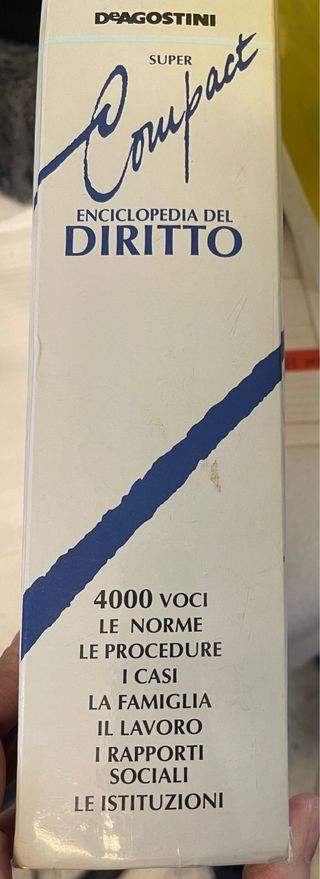 DeAGOSTINI
SUPER
Compact
ENCICLOPEDIA DEL
DIRITTO
4000 VOCI
LE NORME
LE PROCEDURE
I CASI
LA FAMIGLIA
IL LAVORO
I RAPPORTI
SOCIALI
LE ISTITUZIONI